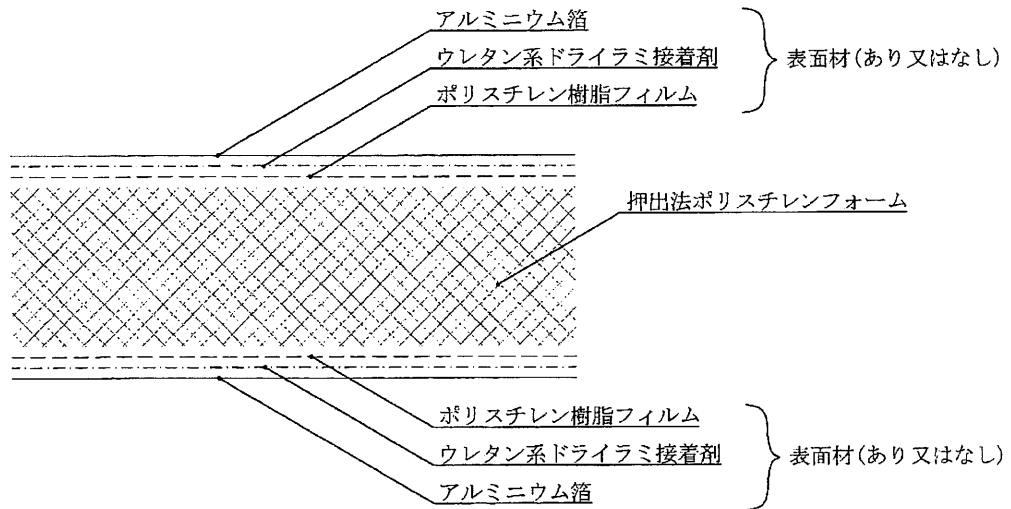 アルミニウム箔
ウレタン系ドライラミ接着剤
ポリスチレン樹脂フィルム
表面材(あり又はなし)
押出法ポリスチレンフォーム
ポリスチレン樹脂フィルム
ウレタン系ドライラミ接着剤
アルミニウム箔
表面材(あり又はなし)